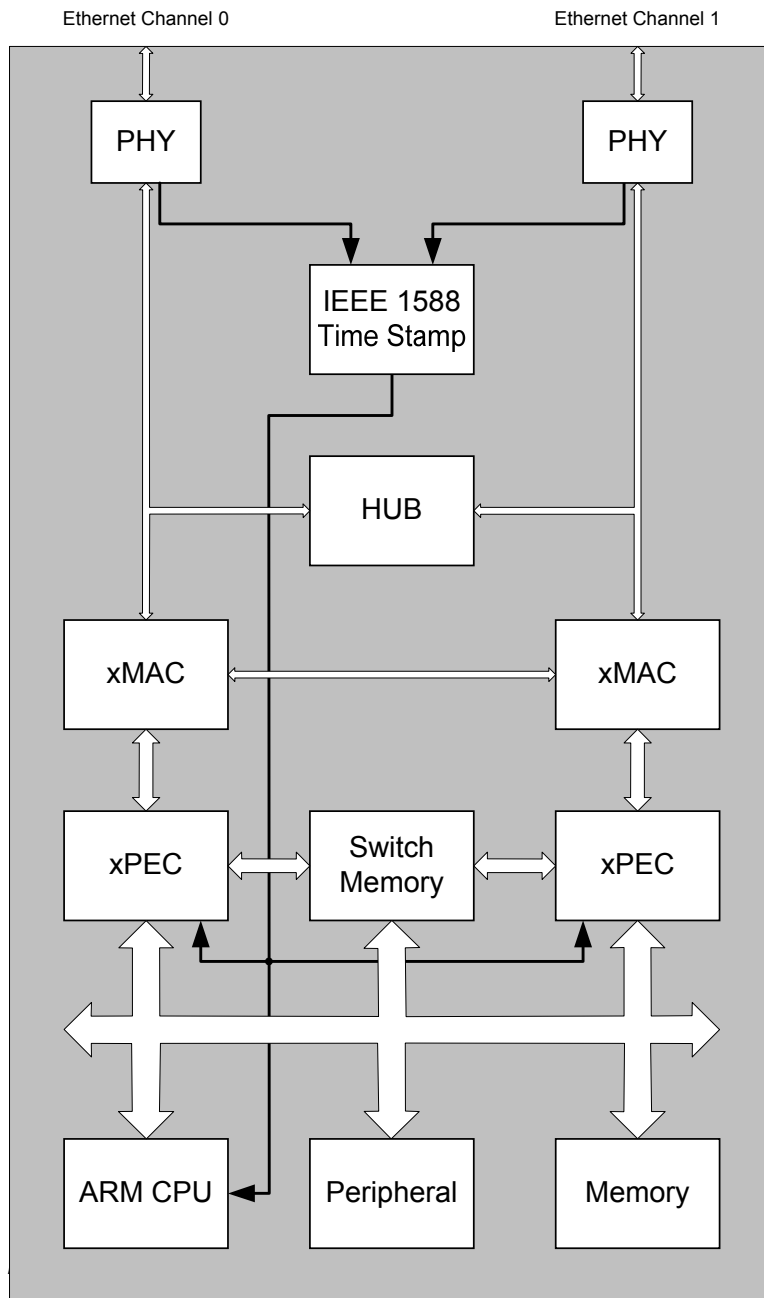 Ethernet Channel 0
Ethernet Channel 1
PHY
PHY
IEEE 1588
Time Stamp
HUB
xMAC
xMAC
xPEC
Switch
Memory
xPEC
ARM CPU
Peripheral
Memory